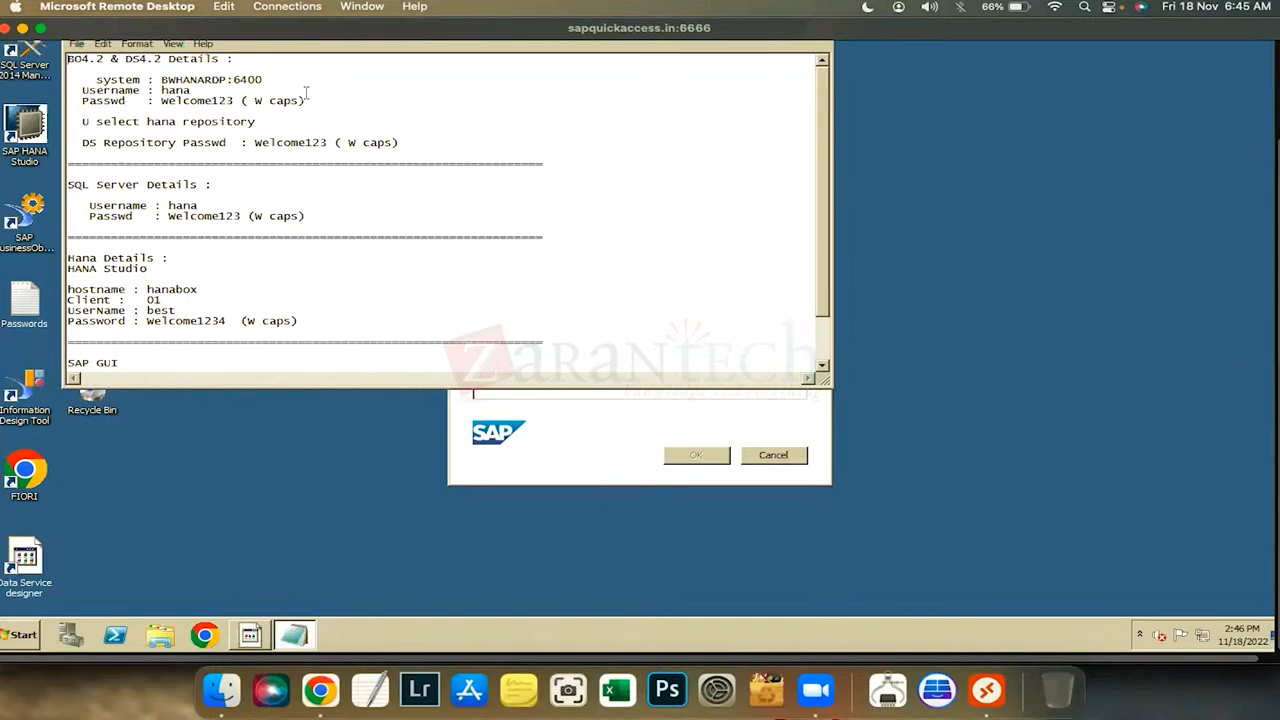 Microsoft Remote Desktop Edit Connections Window Help 66% Fri 18 Nov 6:45 AM
sapquickaccess.in:6666
File Edit Format View Help
BO4.2 & DS4.2 Details :
system : BWHANARDP:6400
Username : hana
Passwd : Welcome123 ( W caps)
U select hana repository
DS Repository Passwd : Welcome123 ( W caps)
=====================================================
SQL Server Details :
Username : hana
Passwd : Welcome123 (W caps)
=====================================================
Hana Details :
HANA Studio
hostname : hanabox
Client : 01
UserName : best
Password : Welcome1234 (W caps)
=====================================================
SAP GUI
SQL Server
2014 Man...
SAP HANA
Studio
SAP
BusinessOb...
Passwords
Information
Design Tool
Recycle Bin
FIORI
Data Service
designer
ZARANTECH
SAP
OK Cancel
Start
2:46 PM
11/18/2022
Lr
Ps